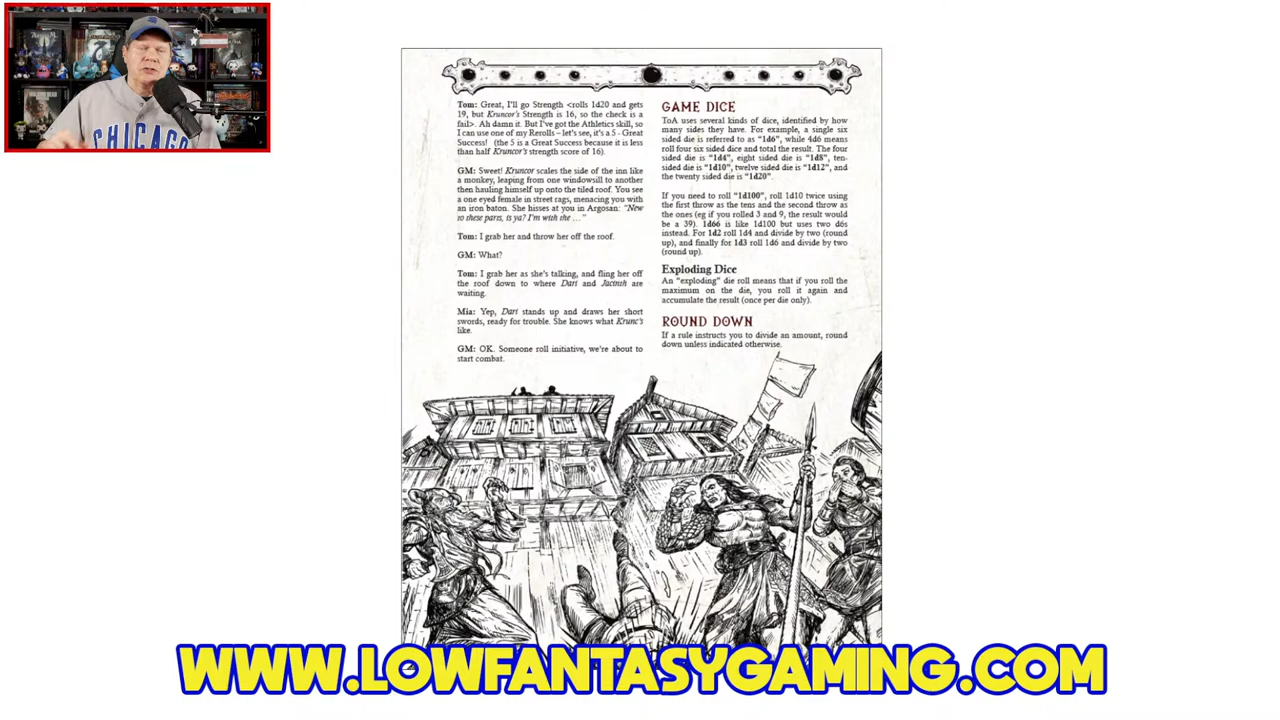 CHICAGO
Tom: Great, I'll go Strength <rolls 1d20 and gets
19, but Kruncor's Strength is 16, so the check is a
fail>. Ah damn it. But I've got the Athletics skill, so
I can use one of my Rerolls – let's see, it's a 5 - Great
Success! (the 5 is a Great Success because it is less
than half Kruncor's strength score of 16).
GM: Sweet! Kruncor scales the side of the inn like
a monkey, leaping from one windowsill to another
then hauling himself up onto the tiled roof. You see
a one eyed female in street rags, menacing you with
an iron baton. She hisses at you in Argosan: "New
to these parts, is ya? I'm with the …"
Tom: I grab her and throw her off the roof.
GM: What?
Tom: I grab her as she's talking, and fling her off
the roof down to where Dari and Jacinth are
waiting.
Mia: Yep, Dari stands up and draws her short
swords, ready for trouble. She knows what Krunc's
like.
GM: OK. Someone roll initiative, we're about to
start combat.
GAME DICE
ToA uses several kinds of dice, identified by how
many sides they have. For example, a single six
sided die is referred to as "1d6", while 4d6 means
roll four six sided dice and total the result. The four
sided die is "1d4", eight sided die is "1d8", ten-
sided die is "1d10", twelve sided die is "1d12", and
the twenty sided die is "1d20".
If you need to roll "1d100", roll 1d10 twice using
the first throw as the tens and the second throw as
the ones (eg if you rolled 3 and 9, the result would
be a 39). 1d66 is like 1d100 but uses two d6s
instead. For 1d2 roll 1d4 and divide by two (round
up), and finally for 1d3 roll 1d6 and divide by two
(round up).
Exploding Dice
An "exploding" die roll means that if you roll the
maximum on the die, you roll it again and
accumulate the result (once per die only).
ROUND DOWN
If a rule instructs you to divide an amount, round
down unless indicated otherwise.
WWW.LOWFANTASYGAMING.COM